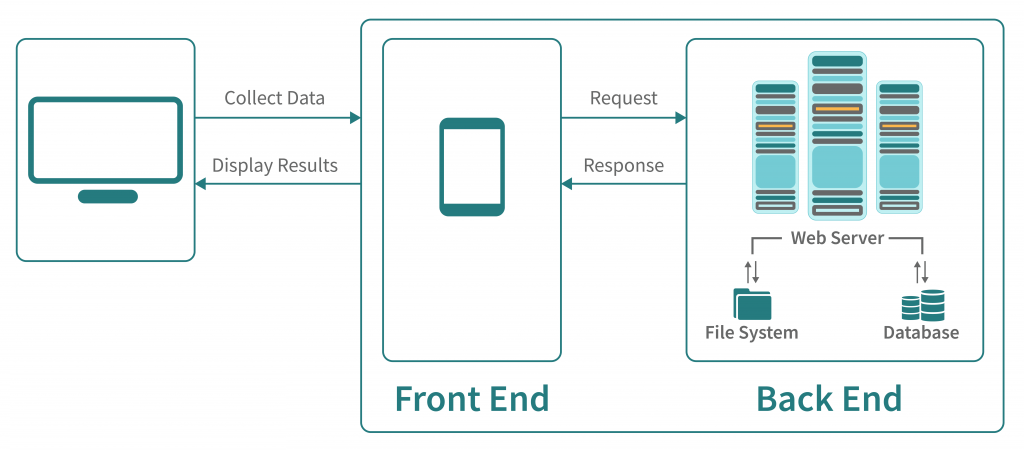 Collect Data
Display Results
Request
Response
Web Server
File System
Database
Front End
Back End